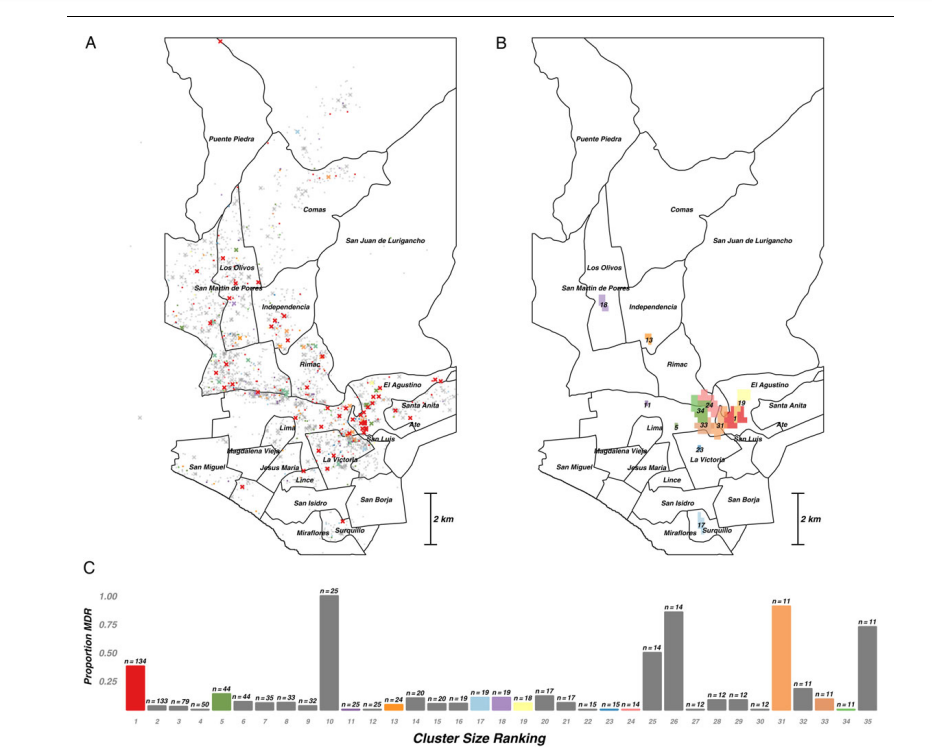 A
B
Puente Piedra
Comas
San Juan de Lurigancho
Los Olivos
San Martin de Porres
Independencia
Rimac
El Agustino
Santa Anita
Ate
Lima
San Luis
Magdalena Viejo
La Victoria
San Miguel
Jesus Maria
Lince
San Isidro
San Borja
Miraflores
Surquillo
2 km
Puente Piedra
Comas
San Juan de Lurigancho
Los Olivos
San Martin de Porres
18
Independencia
13
Rimac
El Agustino
19
Santa Anita
11
24
34
1
Ate
Lima
5
33
31
San Luis
Magdalena Viejo
23
La Victoria
San Miguel
Jesus Maria
Lince
San Isidro
San Borja
17
Miraflores
Surquillo
2 km
C
Proportion MDR
1.00
0.75
0.50
0.25
n=134
n=133
n=79
n=50
n=44
n=44
n=35
n=33
n=32
n=25
n=25
n=25
n=24
n=20
n=20
n=19
n=19
n=19
n=18
n=17
n=17
n=15
n=15
n=14
n=14
n=14
n=12
n=12
n=12
n=12
n=11
n=11
n=11
n=11
n=11
1 2 3 4 5 6 7 8 9 10 11 12 13 14 15 16 17 18 19 20 21 22 23 24 25 26 27 28 29 30 31 32 33 34 35
Cluster Size Ranking